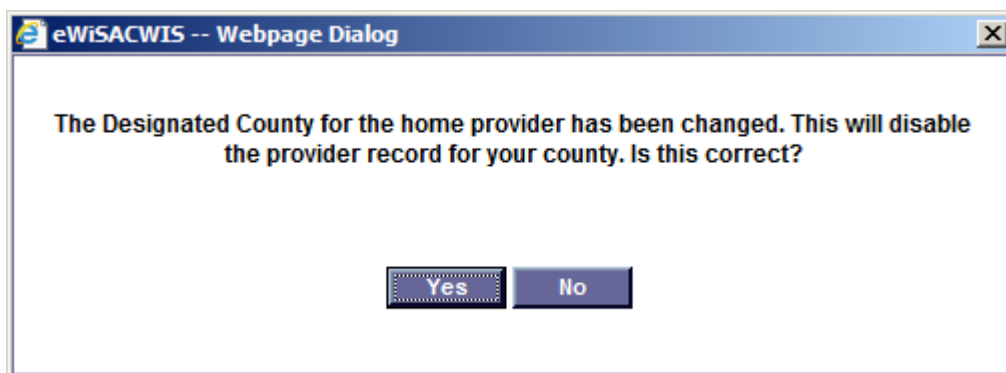 eWiSACWIS -- Webpage Dialog
The Designated County for the home provider has been changed. This will disable
the provider record for your county. Is this correct?
Yes No